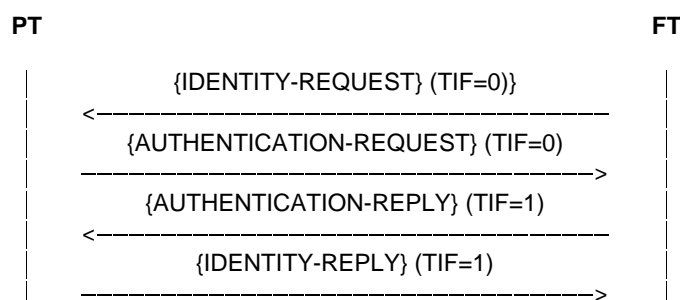 PT FT
{IDENTITY-REQUEST} (TIF=0)}
{AUTHENTICATION-REQUEST} (TIF=0)
{AUTHENTICATION-REPLY} (TIF=1)
{IDENTITY-REPLY} (TIF=1)